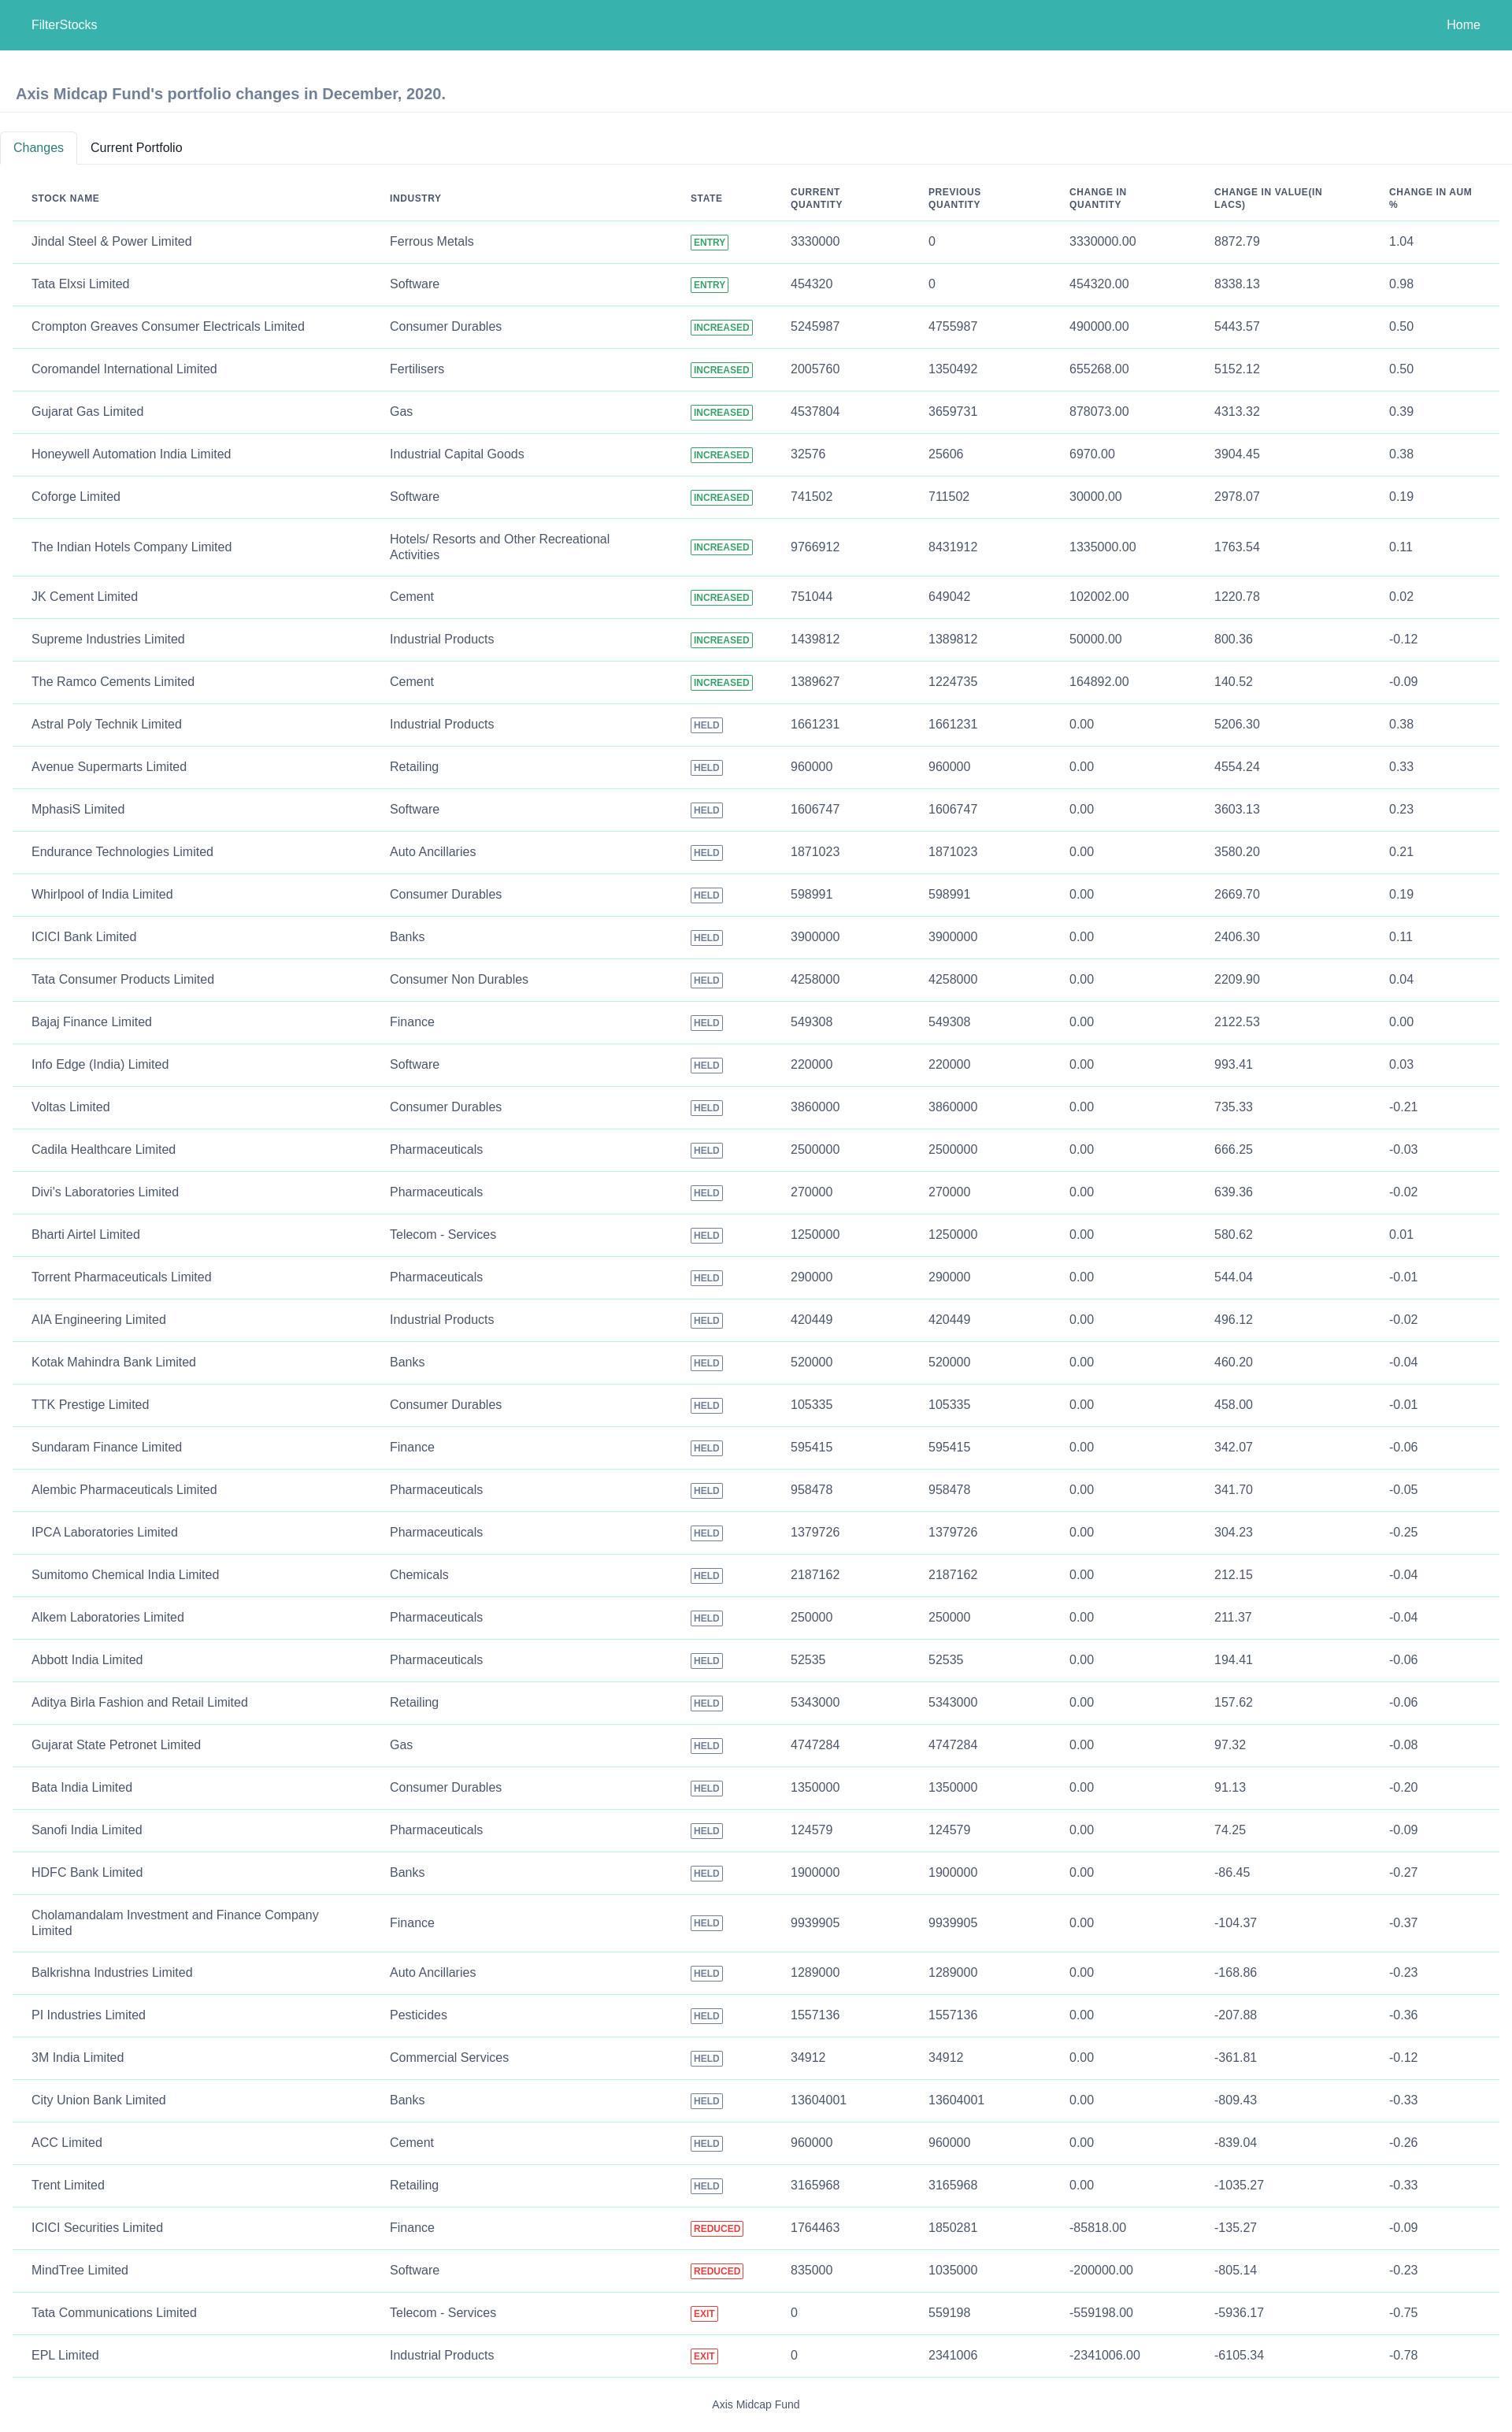 FilterStocks Home
Axis Midcap Fund's portfolio changes in December, 2020.
Changes Current Portfolio
STOCK NAME INDUSTRY STATE CURRENT QUANTITY PREVIOUS QUANTITY CHANGE IN QUANTITY CHANGE IN VALUE(IN LACS) CHANGE IN AUM %
Jindal Steel & Power Limited Ferrous Metals ENTRY 3330000 0 3330000.00 8872.79 1.04
Tata Elxsi Limited Software ENTRY 454320 0 454320.00 8338.13 0.98
Crompton Greaves Consumer Electricals Limited Consumer Durables INCREASED 5245987 4755987 490000.00 5443.57 0.50
Coromandel International Limited Fertilisers INCREASED 2005760 1350492 655268.00 5152.12 0.50
Gujarat Gas Limited Gas INCREASED 4537804 3659731 878073.00 4313.32 0.39
Honeywell Automation India Limited Industrial Capital Goods INCREASED 32576 25606 6970.00 3904.45 0.38
Coforge Limited Software INCREASED 741502 711502 30000.00 2978.07 0.19
The Indian Hotels Company Limited Hotels/ Resorts and Other Recreational Activities INCREASED 9766912 8431912 1335000.00 1763.54 0.11
JK Cement Limited Cement INCREASED 751044 649042 102002.00 1220.78 0.02
Supreme Industries Limited Industrial Products INCREASED 1439812 1389812 50000.00 800.36 -0.12
The Ramco Cements Limited Cement INCREASED 1389627 1224735 164892.00 140.52 -0.09
Astral Poly Technik Limited Industrial Products HELD 1661231 1661231 0.00 5206.30 0.38
Avenue Supermarts Limited Retailing HELD 960000 960000 0.00 4554.24 0.33
MphasiS Limited Software HELD 1606747 1606747 0.00 3603.13 0.23
Endurance Technologies Limited Auto Ancillaries HELD 1871023 1871023 0.00 3580.20 0.21
Whirlpool of India Limited Consumer Durables HELD 598991 598991 0.00 2669.70 0.19
ICICI Bank Limited Banks HELD 3900000 3900000 0.00 2406.30 0.11
Tata Consumer Products Limited Consumer Non Durables HELD 4258000 4258000 0.00 2209.90 0.04
Bajaj Finance Limited Finance HELD 549308 549308 0.00 2122.53 0.00
Info Edge (India) Limited Software HELD 220000 220000 0.00 993.41 0.03
Voltas Limited Consumer Durables HELD 3860000 3860000 0.00 735.33 -0.21
Cadila Healthcare Limited Pharmaceuticals HELD 2500000 2500000 0.00 666.25 -0.03
Divi's Laboratories Limited Pharmaceuticals HELD 270000 270000 0.00 639.36 -0.02
Bharti Airtel Limited Telecom - Services HELD 1250000 1250000 0.00 580.62 0.01
Torrent Pharmaceuticals Limited Pharmaceuticals HELD 290000 290000 0.00 544.04 -0.01
AIA Engineering Limited Industrial Products HELD 420449 420449 0.00 496.12 -0.02
Kotak Mahindra Bank Limited Banks HELD 520000 520000 0.00 460.20 -0.04
TTK Prestige Limited Consumer Durables HELD 105335 105335 0.00 458.00 -0.01
Sundaram Finance Limited Finance HELD 595415 595415 0.00 342.07 -0.06
Alembic Pharmaceuticals Limited Pharmaceuticals HELD 958478 958478 0.00 341.70 -0.05
IPCA Laboratories Limited Pharmaceuticals HELD 1379726 1379726 0.00 304.23 -0.25
Sumitomo Chemical India Limited Chemicals HELD 2187162 2187162 0.00 212.15 -0.04
Alkem Laboratories Limited Pharmaceuticals HELD 250000 250000 0.00 211.37 -0.04
Abbott India Limited Pharmaceuticals HELD 52535 52535 0.00 194.41 -0.06
Aditya Birla Fashion and Retail Limited Retailing HELD 5343000 5343000 0.00 157.62 -0.06
Gujarat State Petronet Limited Gas HELD 4747284 4747284 0.00 97.32 -0.08
Bata India Limited Consumer Durables HELD 1350000 1350000 0.00 91.13 -0.20
Sanofi India Limited Pharmaceuticals HELD 124579 124579 0.00 74.25 -0.09
HDFC Bank Limited Banks HELD 1900000 1900000 0.00 -86.45 -0.27
Cholamandalam Investment and Finance Company Limited Finance HELD 9939905 9939905 0.00 -104.37 -0.37
Balkrishna Industries Limited Auto Ancillaries HELD 1289000 1289000 0.00 -168.86 -0.23
PI Industries Limited Pesticides HELD 1557136 1557136 0.00 -207.88 -0.36
3M India Limited Commercial Services HELD 34912 34912 0.00 -361.81 -0.12
City Union Bank Limited Banks HELD 13604001 13604001 0.00 -809.43 -0.33
ACC Limited Cement HELD 960000 960000 0.00 -839.04 -0.26
Trent Limited Retailing HELD 3165968 3165968 0.00 -1035.27 -0.33
ICICI Securities Limited Finance REDUCED 1764463 1850281 -85818.00 -135.27 -0.09
MindTree Limited Software REDUCED 835000 1035000 -200000.00 -805.14 -0.23
Tata Communications Limited Telecom - Services EXIT 0 559198 -559198.00 -5936.17 -0.75
EPL Limited Industrial Products EXIT 0 2341006 -2341006.00 -6105.34 -0.78
Axis Midcap Fund